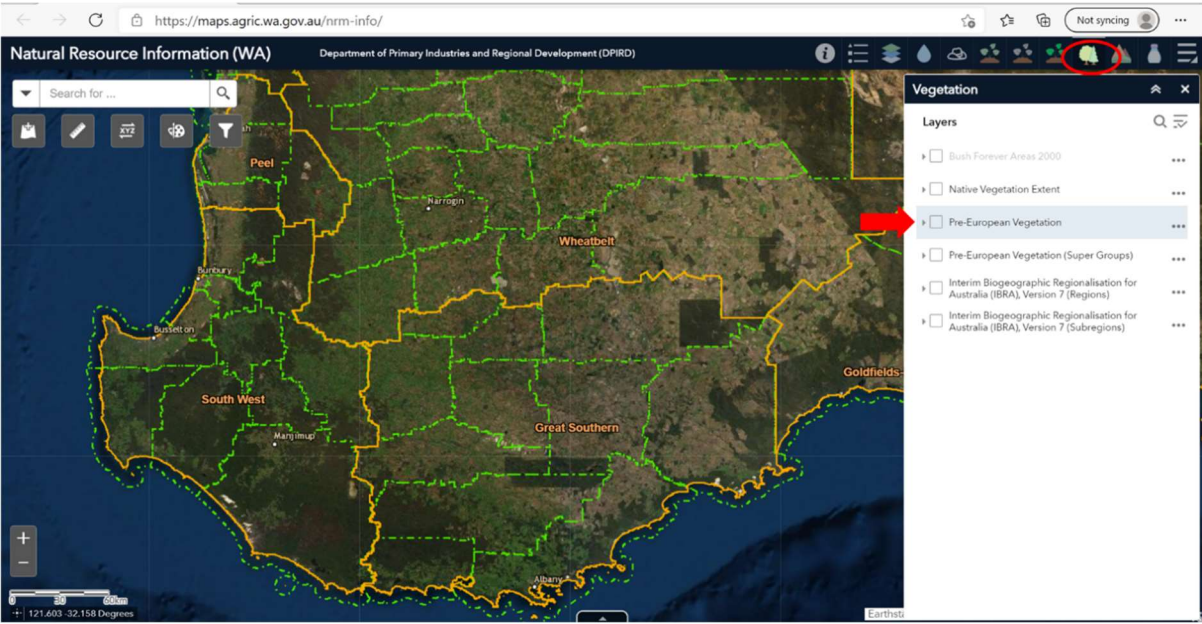 https://maps.agric.wa.gov.au/nrm-info/
Not syncing
Natural Resource Information (WA)
Department of Primary Industries and Regional Development (DPIRD)
Search for ...
XYZ
Vegetation
Layers
Bush Forever Areas 2000
Native Vegetation Extent
Pre-European Vegetation
Pre-European Vegetation (Super Groups)
Interim Biogeographic Regionalisation for
Australia (IBRA), Version 7 (Regions)
Interim Biogeographic Regionalisation for
Australia (IBRA), Version 7 (Subregions)
Peel
Narrogin
Wheatbelt
Bunbury
Busselton
Goldfields-
South West
Great Southern
Manjimup
Albany
0 30 60km
121.603 -32.158 Degrees